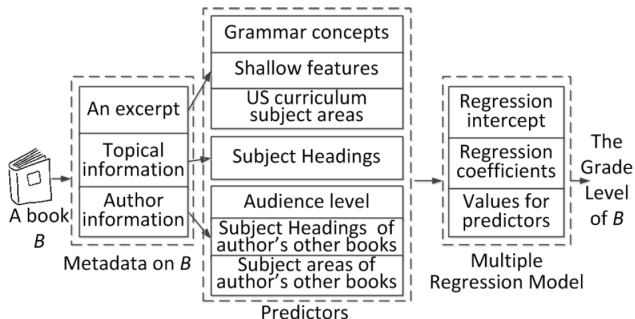 A book
B
An excerpt
Topical
information
Author
information
Metadata on B
Grammar concepts
Shallow features
US curriculum
subject areas
Subject Headings
Audience level
Subject Headings of
author's other books
Subject areas of
author's other books
Predictors
Regression
intercept
Regression
coefficients
Values for
predictors
Multiple
Regression Model
The
Grade
Level
of B